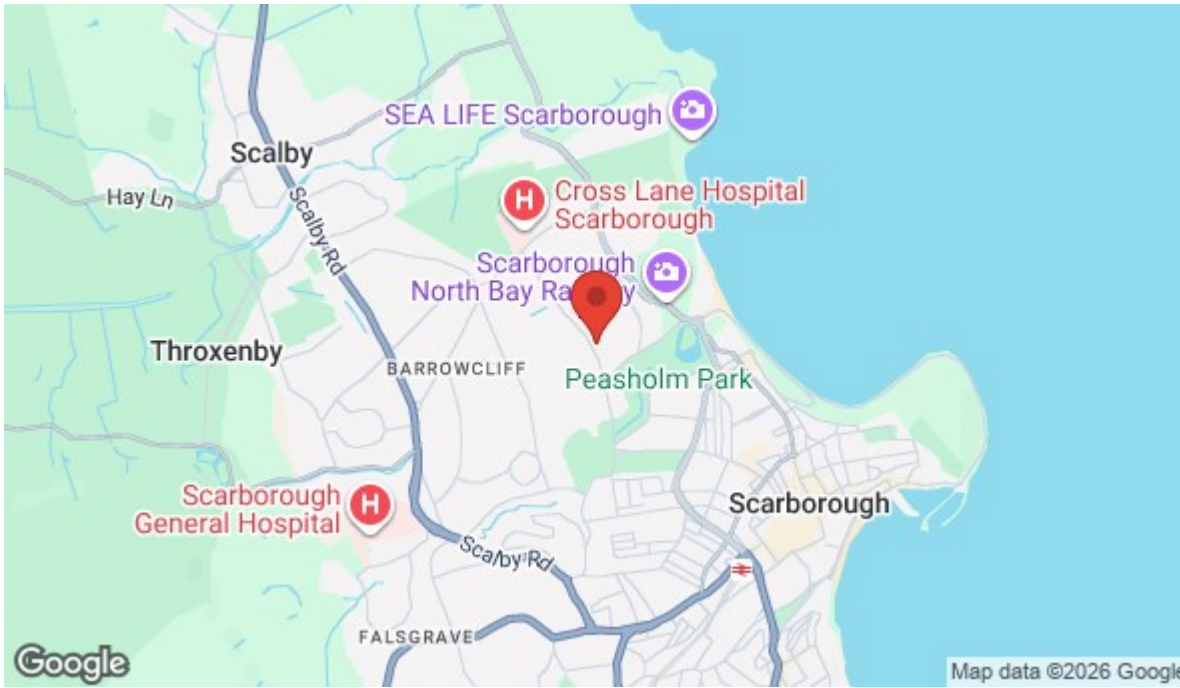 SEA LIFE Scarborough
Scalby
Cross Lane Hospital
Scarborough
Hay Ln
Scalby Rd
Scarborough
North Bay Railway
Throxenby
BARROWCLIFF
Peasholm Park
Scarborough
General Hospital
Scarborough
Scalby Rd
FALSGRAVE
Google
Map data ©2026 Google